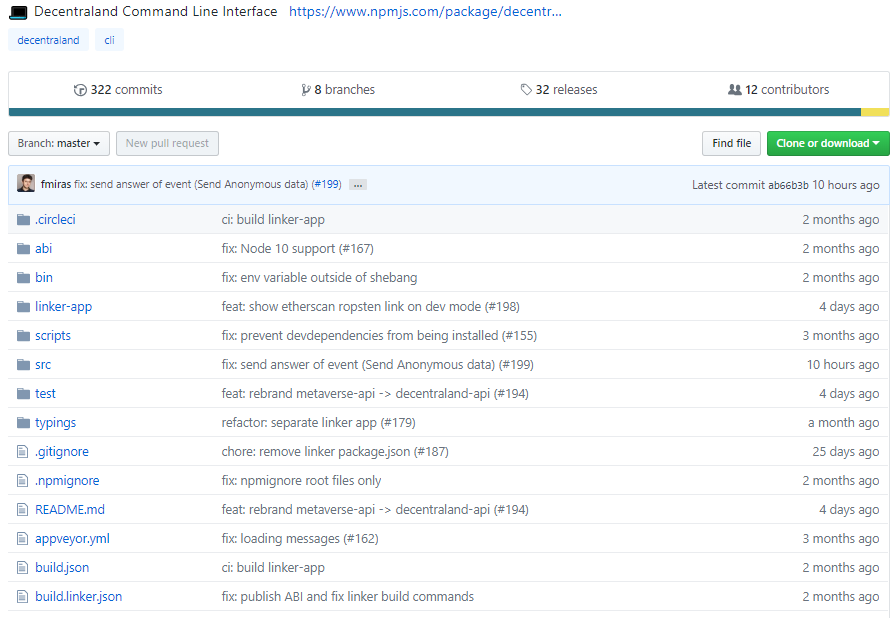 Decentraland Command Line Interface https://www.npmjs.com/package/decentr...
decentraland cli
322 commits 8 branches 32 releases 12 contributors
Branch: master New pull request Find file Clone or download
fmiras fix: send answer of event (Send Anonymous data) (#199) ... Latest commit ab66b3b 10 hours ago
.circleci ci: build linker-app 2 months ago
abi fix: Node 10 support (#167) 2 months ago
bin fix: env variable outside of shebang 2 months ago
linker-app feat: show etherscan ropsten link on dev mode (#198) 4 days ago
scripts fix: prevent devdependencies from being installed (#155) 3 months ago
src fix: send answer of event (Send Anonymous data) (#199) 10 hours ago
test feat: rebrand metaverse-api -> decentraland-api (#194) 4 days ago
typings refactor: separate linker app (#179) a month ago
.gitignore chore: remove linker package.json (#187) 25 days ago
.npmignore fix: npmignore root files only 2 months ago
README.md feat: rebrand metaverse-api -> decentraland-api (#194) 4 days ago
appveyor.yml fix: loading messages (#162) 3 months ago
build.json ci: build linker-app 2 months ago
build.linker.json fix: publish ABI and fix linker build commands 2 months ago